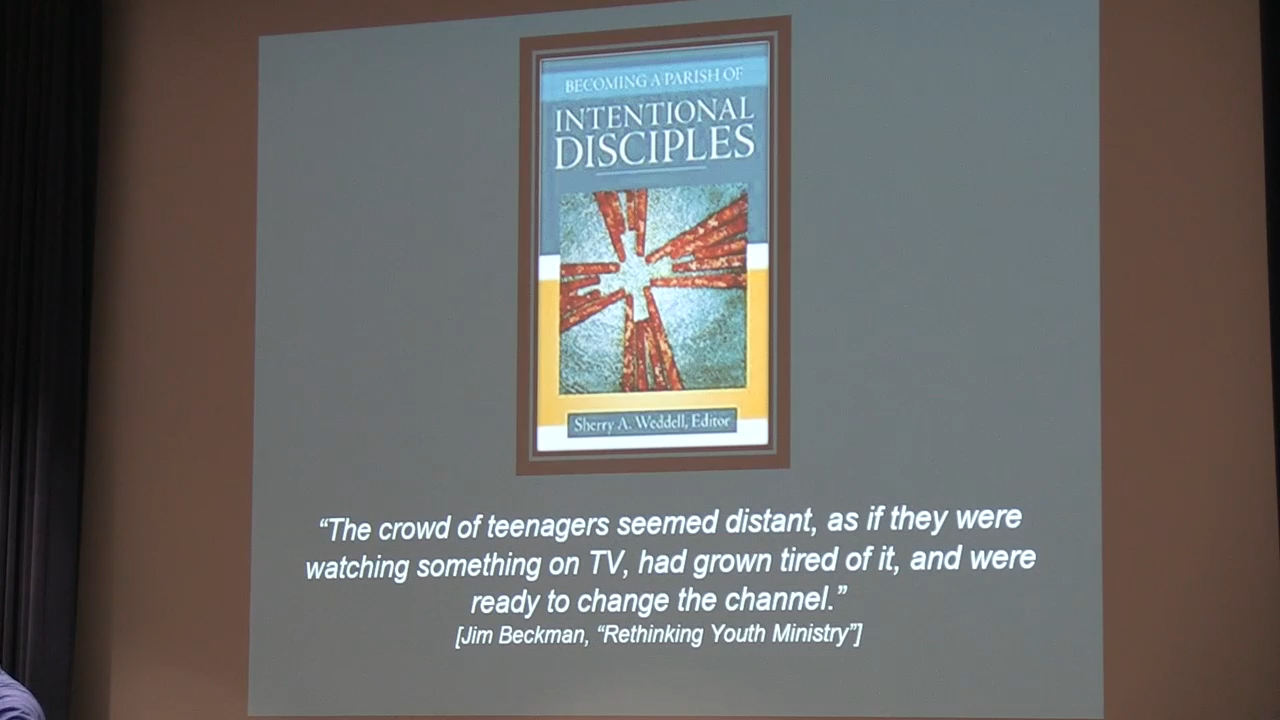 BECOMING A PARISH OF
INTENTIONAL
DISCIPLES
Sherry A. Weddell, Editor
“The crowd of teenagers seemed distant, as if they were
watching something on TV, had grown tired of it, and were
ready to change the channel.”
[Jim Beckman, “Rethinking Youth Ministry”]